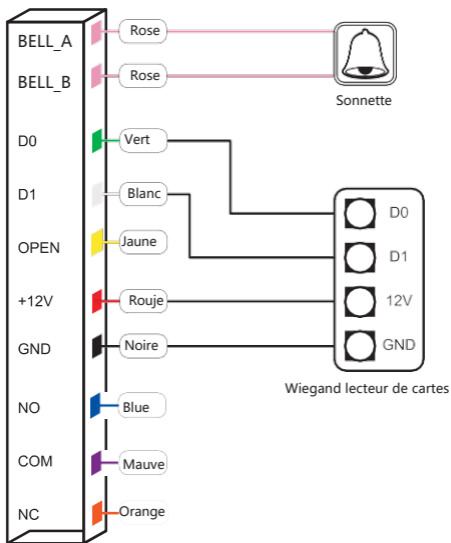 BELL_A
Rose
BELL_B
Rose
Sonnette
D0
Vert
D1
Blanc
OPEN
Jaune
+12V
Rouje
GND
Noire
NO
Blue
COM
Mauve
NC
Orange
D0
D1
12V
GND
Wiegand lecteur de cartes